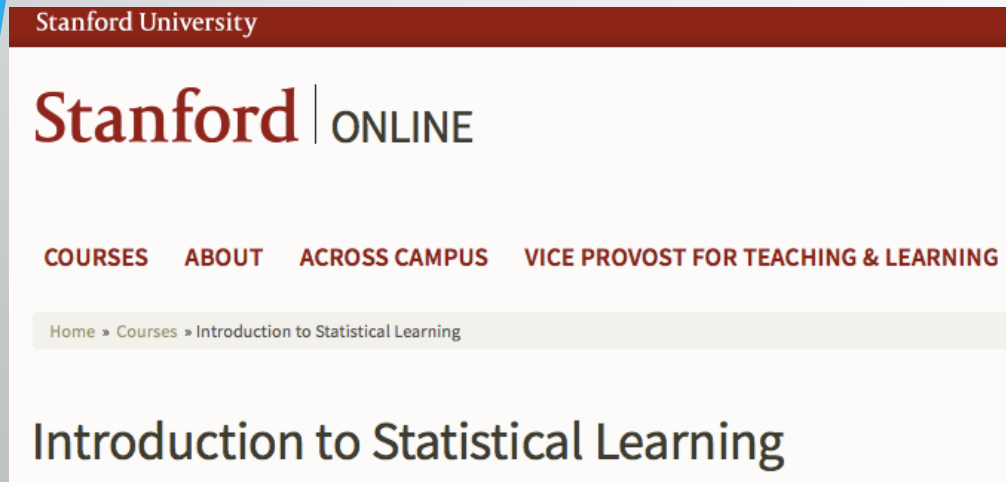 Stanford University
Stanford ONLINE
COURSES ABOUT ACROSS CAMPUS VICE PROVOST FOR TEACHING & LEARNING
Home » Courses » Introduction to Statistical Learning
Introduction to Statistical Learning